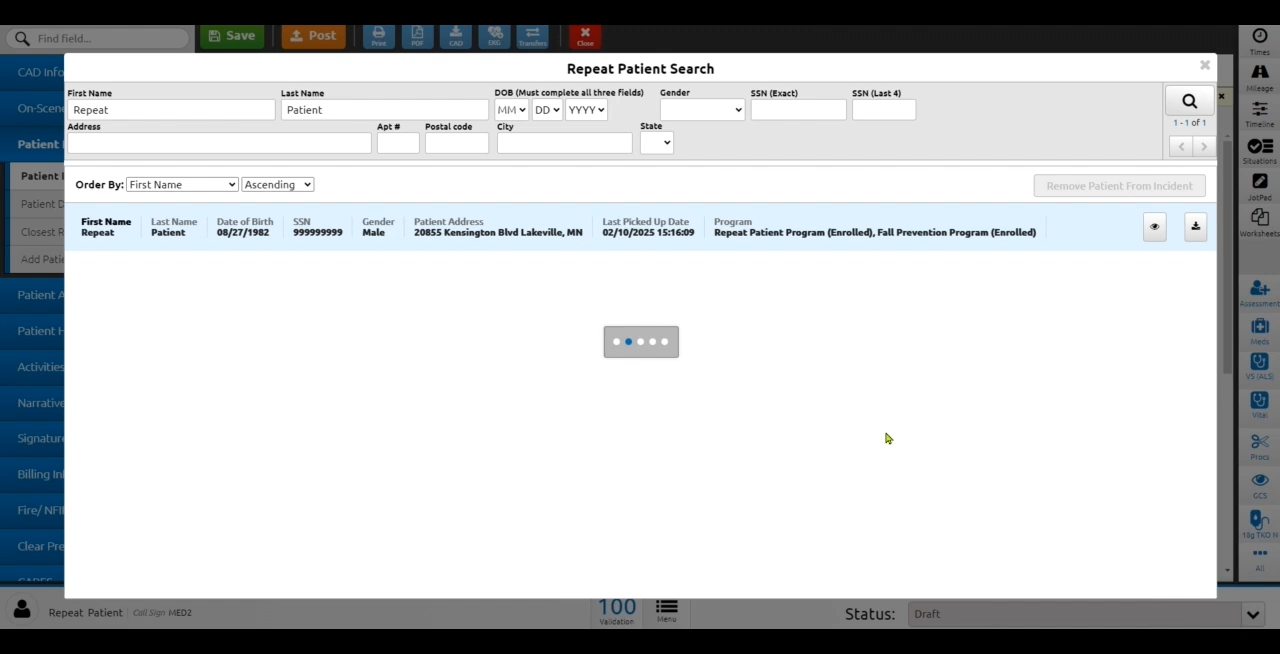 Find field...
Save
Post
Print
PDF
CAD
EKG
Transfers
Close
Times
CAD Info
Mileage
On-Scen
Timeline
Patient I
Situations
Patient I
JotPad
Patient D
Closest R
Worksheets
Add Patie
Patient A
Assessment
Patient H
Meds
Activities
VS (ALS)
Narrative
Vital
Signature
Procs
Billing In
GCS
Fire/ NFI
18g TKO N
Clear Pre
All
CARES
Repeat Patient Search
First Name
Last Name
DOB (Must complete all three fields)
Gender
SSN (Exact)
SSN (Last 4)
Repeat
Patient
MM
DD
YYYY
1 - 1 of 1
Address
Apt #
Postal code
City
State
Order By:
First Name
Ascending
Remove Patient From Incident
First Name
Last Name
Date of Birth
SSN
Gender
Patient Address
Last Picked Up Date
Program
Repeat
Patient
08/27/1982
999999999
Male
20855 Kensington Blvd Lakeville, MN
02/10/2025 15:16:09
Repeat Patient Program (Enrolled), Fall Prevention Program (Enrolled)
Repeat Patient
Call Sign MED2
100
Validation
Menu
Status:
Draft